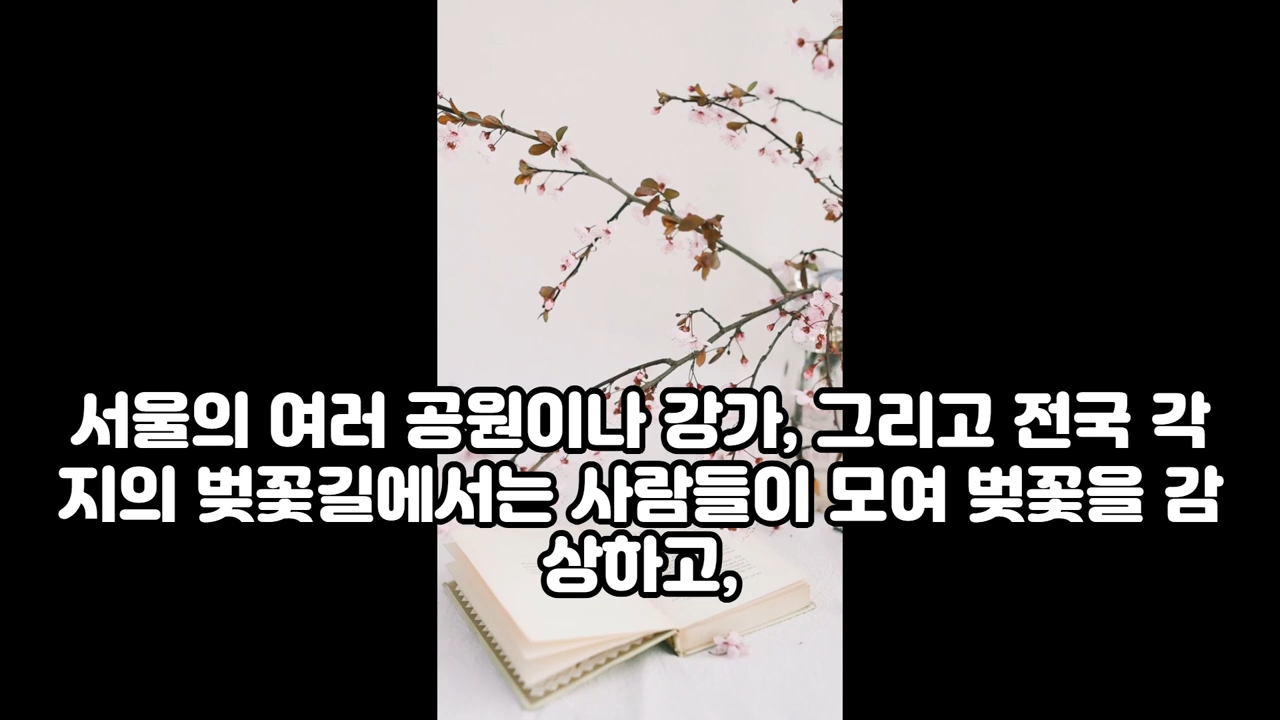 서울의 여러 공원이나 강가, 그리고 전국 각
지의 벚꽃길에서는 사람들이 모여 벚꽃을 감
상하고,